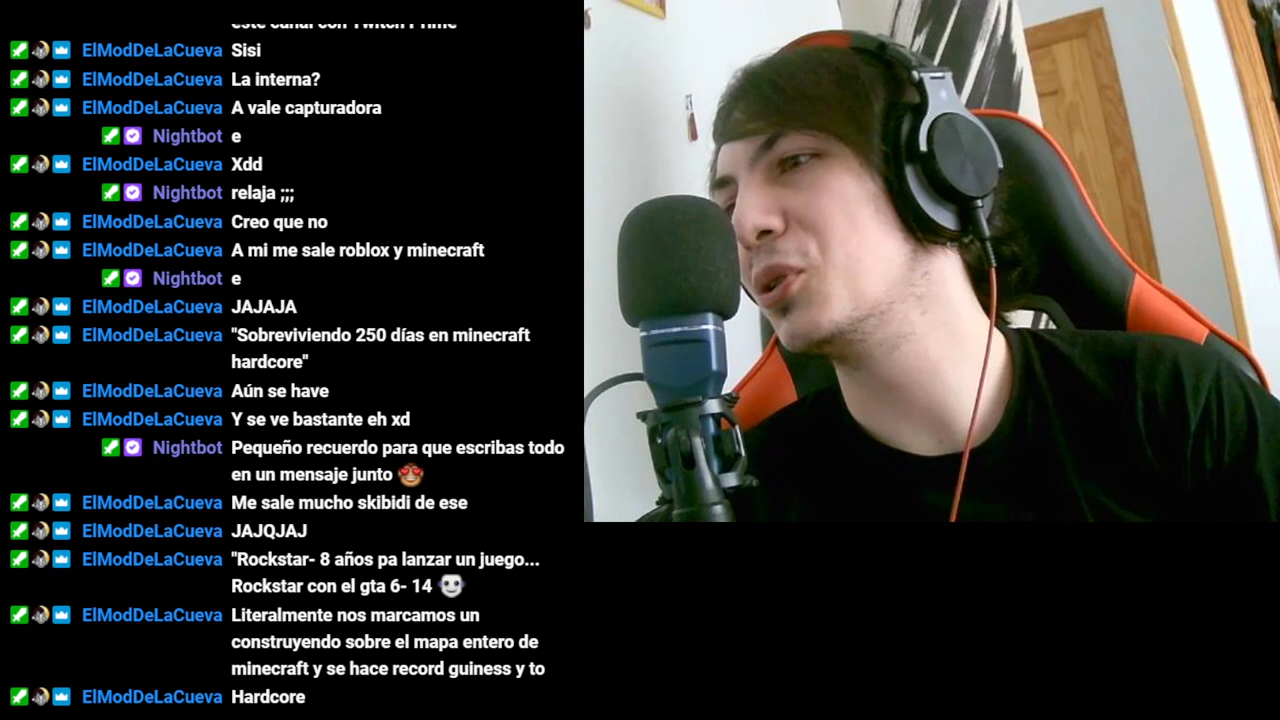 este canal con Twitch Prime
ElModDeLaCueva Sisi
ElModDeLaCueva La interna?
ElModDeLaCueva A vale capturadora
Nightbot e
ElModDeLaCueva Xdd
Nightbot relaja ;;;
ElModDeLaCueva Creo que no
ElModDeLaCueva A mi me sale roblox y minecraft
Nightbot e
ElModDeLaCueva JAJAJA
ElModDeLaCueva "Sobreviviendo 250 días en minecraft
hardcore"
ElModDeLaCueva Aún se have
ElModDeLaCueva Y se ve bastante eh xd
Nightbot Pequeño recuerdo para que escribas todo
en un mensaje junto
ElModDeLaCueva Me sale mucho skibidi de ese
ElModDeLaCueva JAJQJAJ
ElModDeLaCueva "Rockstar- 8 años pa lanzar un juego...
Rockstar con el gta 6- 14
ElModDeLaCueva Literalmente nos marcamos un
construyendo sobre el mapa entero de
minecraft y se hace record guiness y to
ElModDeLaCueva Hardcore